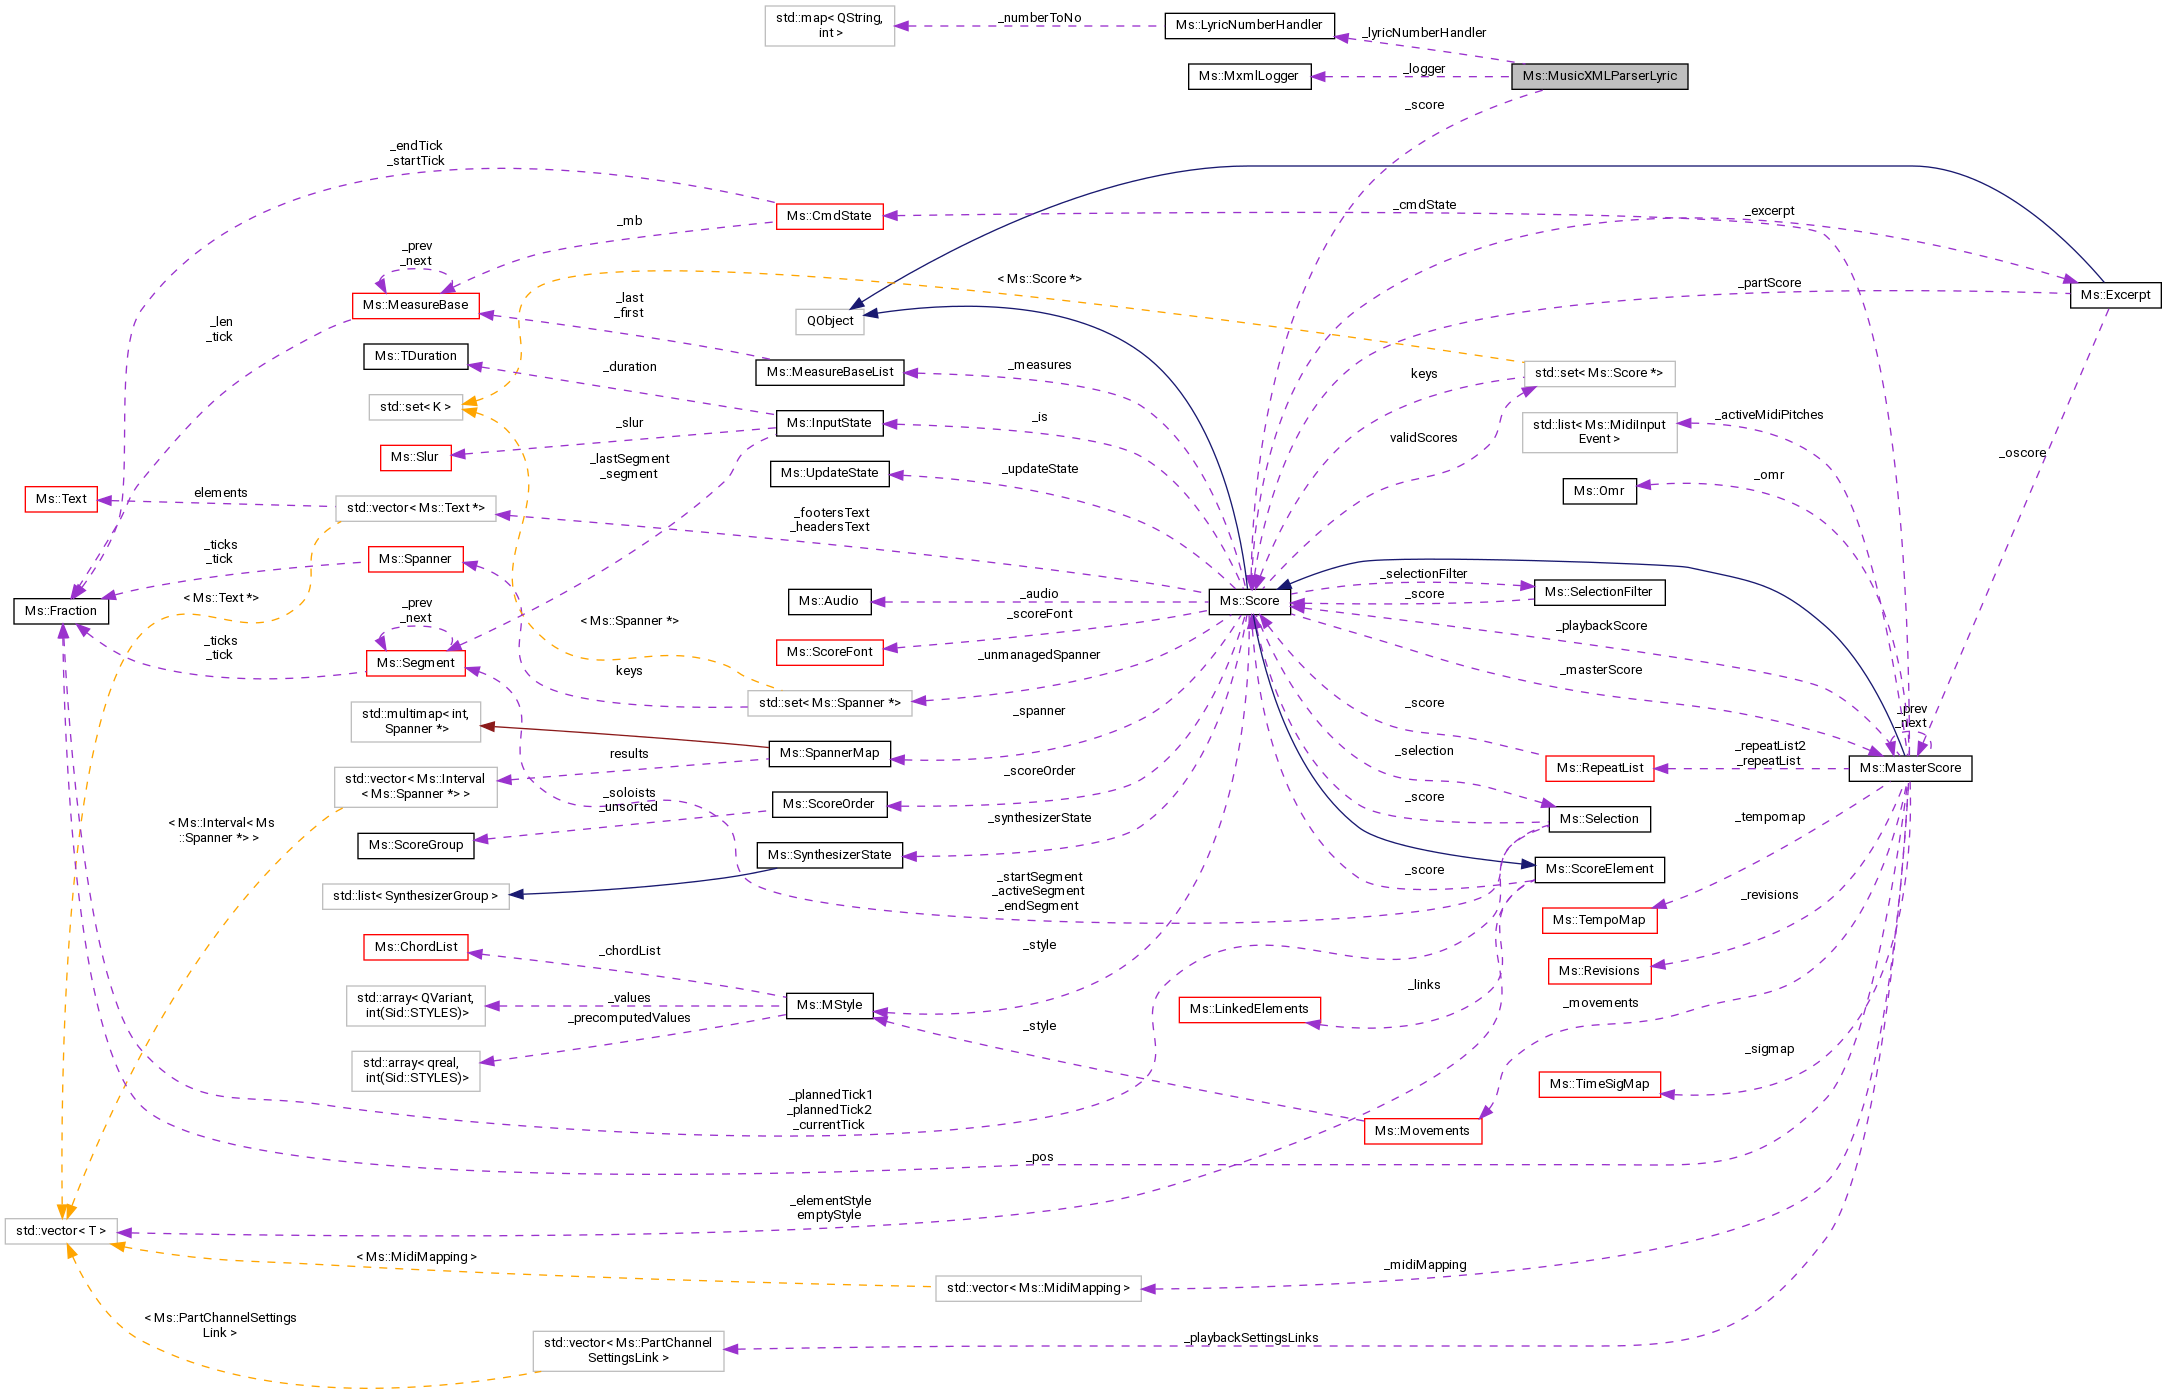 std::map< QString,
int >
_numberToNo
Ms::LyricNumberHandler
_lyricNumberHandler
Ms::MxmlLogger
_logger
Ms::MusicXMLParserLyric
_score
_endTick
_startTick
Ms::CmdState
_cmdState
_excerpt
_mb
_prev
_next
Ms::MeasureBase
_last
_first
< Ms::Score *>
_partScore
Ms::Excerpt
QObject
_len
_tick
Ms::TDuration
_duration
Ms::MeasureBaseList
_measures
keys
std::set< Ms::Score *>
std::set< K >
_slur
Ms::InputState
_is
_activeMidiPitches
std::list< Ms::MidiInput
Event >
validScores
Ms::Slur
_lastSegment
_segment
Ms::UpdateState
_updateState
_oscore
_omr
Ms::Omr
Ms::Text
elements
std::vector< Ms::Text *>
_footersText
_headersText
_ticks
_tick
Ms::Spanner
_selectionFilter
Ms::SelectionFilter
_score
< Ms::Text *>
Ms::Fraction
_prev
_next
Ms::Audio
_audio
Ms::Score
_scoreFont
< Ms::Spanner *>
_playbackScore
_ticks
_tick
Ms::Segment
Ms::ScoreFont
_unmanagedSpanner
_masterScore
keys
std::set< Ms::Spanner *>
std::multimap< int,
Spanner *>
_spanner
_score
_prev
_next
results
Ms::SpannerMap
_selection
_repeatList2
_repeatList
Ms::RepeatList
Ms::MasterScore
std::vector< Ms::Interval
< Ms::Spanner *> >
_scoreOrder
_soloists
_unsorted
Ms::ScoreOrder
_score
Ms::Selection
_tempomap
< Ms::Interval< Ms
::Spanner *> >
Ms::ScoreGroup
_synthesizerState
Ms::SynthesizerState
_score
Ms::ScoreElement
std::list< SynthesizerGroup >
_startSegment
_activeSegment
_endSegment
_revisions
Ms::TempoMap
Ms::ChordList
_chordList
_style
Ms::Revisions
std::array< QVariant,
int(Sid::STYLES)>
_values
Ms::MStyle
_links
Ms::LinkedElements
_movements
_precomputedValues
_style
std::array< qreal,
int(Sid::STYLES)>
_sigmap
Ms::TimeSigMap
_plannedTick1
_plannedTick2
_currentTick
Ms::Movements
_pos
_elementStyle
emptyStyle
std::vector< T >
< Ms::MidiMapping >
_midiMapping
std::vector< Ms::MidiMapping >
< Ms::PartChannelSettings
Link >
std::vector< Ms::PartChannel
SettingsLink >
_playbackSettingsLinks